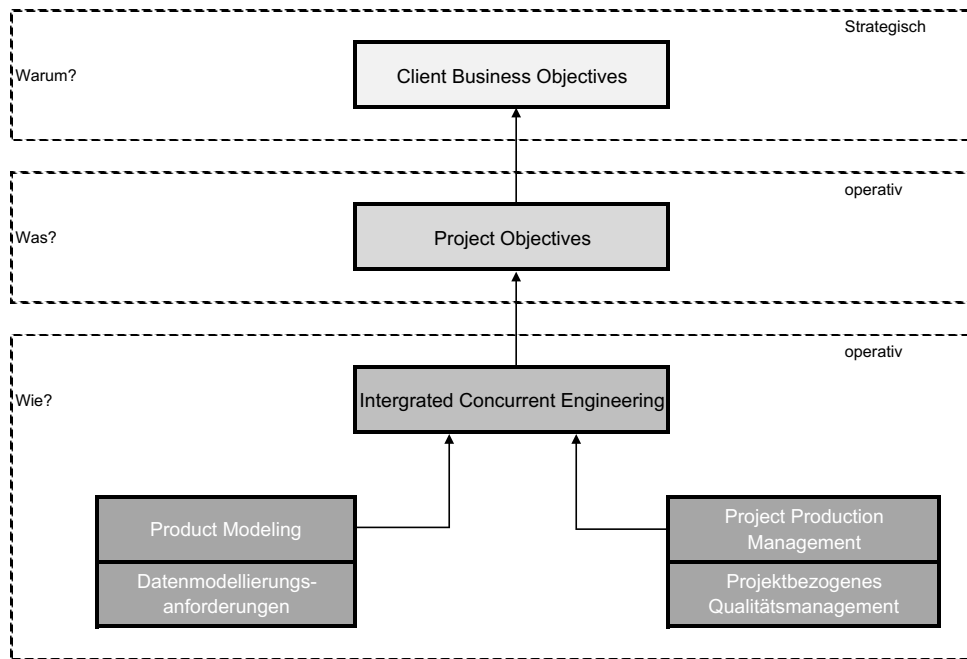 Strategisch
Warum?
Client Business Objectives
operativ
Was?
Project Objectives
operativ
Wie?
Intergrated Concurrent Engineering
Product Modeling
Datenmodellierungs-
anforderungen
Project Production
Management
Projektbezogenes
Qualitätsmanagement